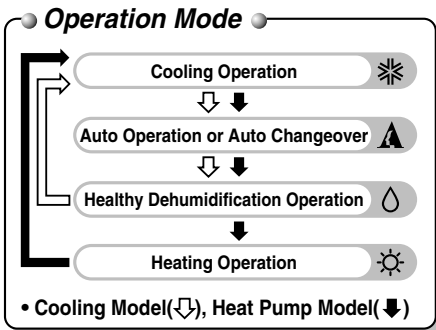 Operation Mode
Cooling Operation
Auto Operation or Auto Changeover
Healthy Dehumidification Operation
Heating Operation
• Cooling Model(⇩), Heat Pump Model(⬇)